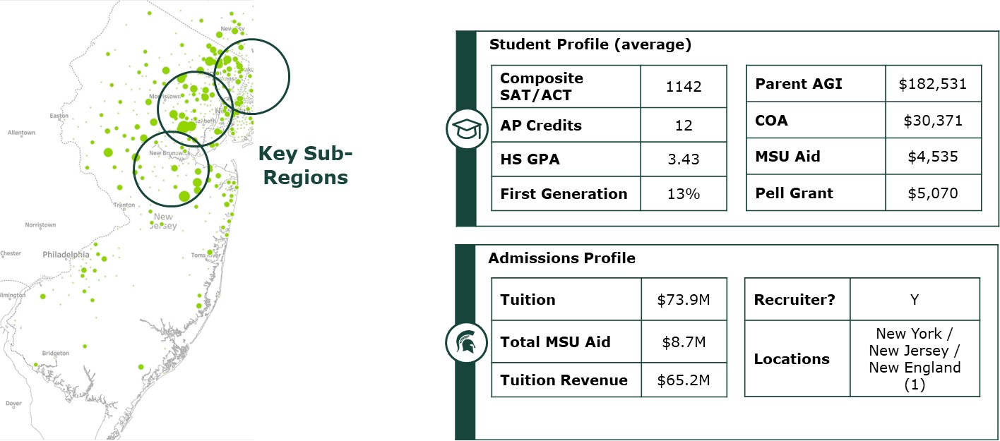 New City
Morristown
Easton
Allentown
Elizabeth
New Brunswick
Key Sub-
Regions
Trenton
New
Jersey
Norristown
Chester
Philadelphia
Toms River
Wilmington
Bridgeton
Dover
Student Profile (average)
Composite
SAT/ACT
1142
AP Credits
12
HS GPA
3.43
First Generation
13%
Parent AGI
$182,531
COA
$30,371
MSU Aid
$4,535
Pell Grant
$5,070
Admissions Profile
Tuition
$73.9M
Total MSU Aid
$8.7M
Tuition Revenue
$65.2M
Recruiter?
Y
Locations
New York /
New Jersey /
New England
(1)